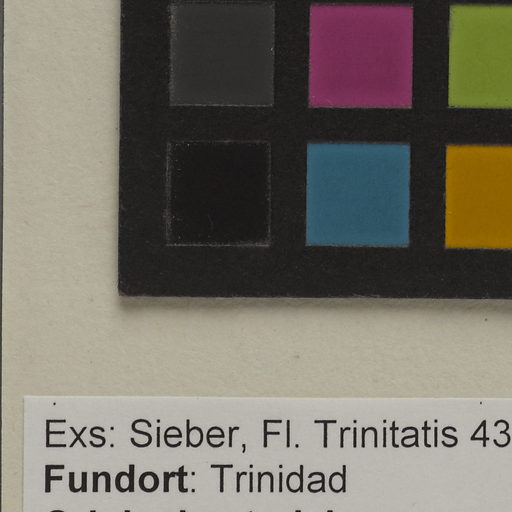 Exs: Sieber, Fl. Trinitatis 43
Fundort: Trinidad